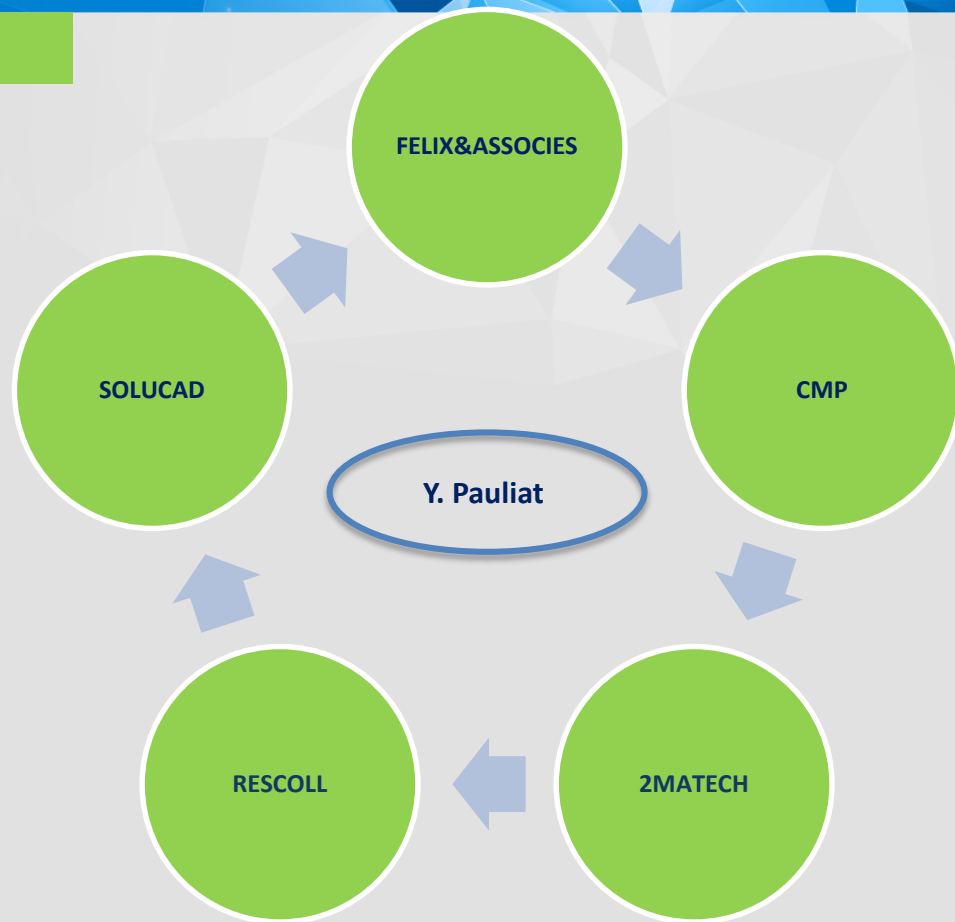 FELIX&ASSOCIES
SOLUCAD
CMP
Y. Pauliat
RESCOLL
2MATECH